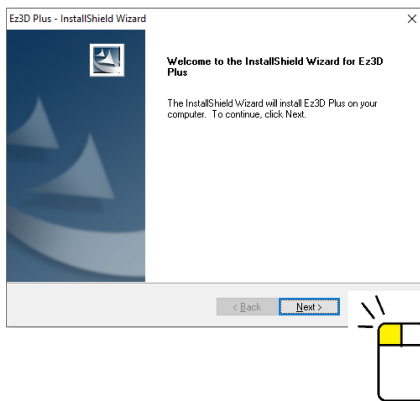 Ez3D Plus - InstallShield Wizard
Welcome to the InstallShield Wizard for Ez3D
Plus
The InstallShield Wizard will install Ez3D Plus on your
computer. To continue, click Next.
< Back Next >